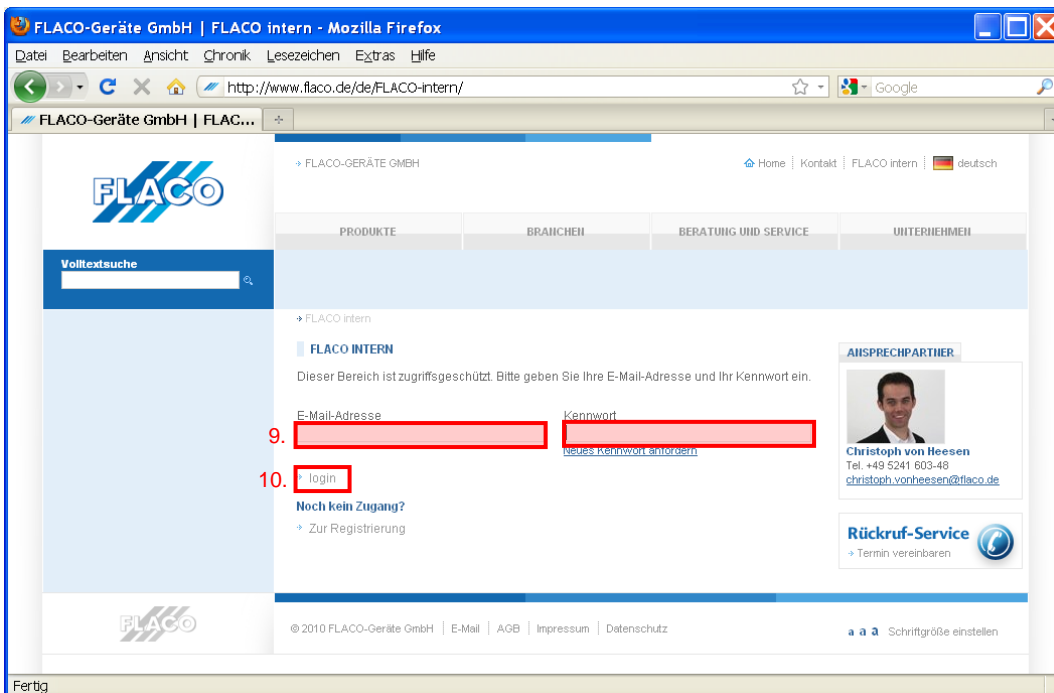 FLACO-Geräte GmbH | FLACO intern - Mozilla Firefox
Datei Bearbeiten Ansicht Chronik Lesezeichen Extras Hilfe
http://www.flaco.de/de/FLACO-intern/ Google
FLACO-Geräte GmbH | FLAC...
FLACO-GERÄTE GMBH Home Kontakt FLACO intern deutsch
FLACO
PRODUKTE BRANCHEN BERATUNG UND SERVICE UNTERNEHMEN
Volltextsuche
FLACO intern
FLACO INTERN
Dieser Bereich ist zugriffsgeschützt. Bitte geben Sie Ihre E-Mail-Adresse und Ihr Kennwort ein.
E-Mail-Adresse Kennwort
9.
Neues Kennwort anfordern
10. login
Noch kein Zugang?
Zur Registrierung
ANSPRECHPARTNER
Christoph von Heesen
Tel. +49 5241 603-48
christoph.vonheesen@flaco.de
Rückruf-Service
Termin vereinbaren
FLACO
© 2010 FLACO-Geräte GmbH | E-Mail | AGB | Impressum | Datenschutz
a a a Schriftgröße einstellen
Fertig